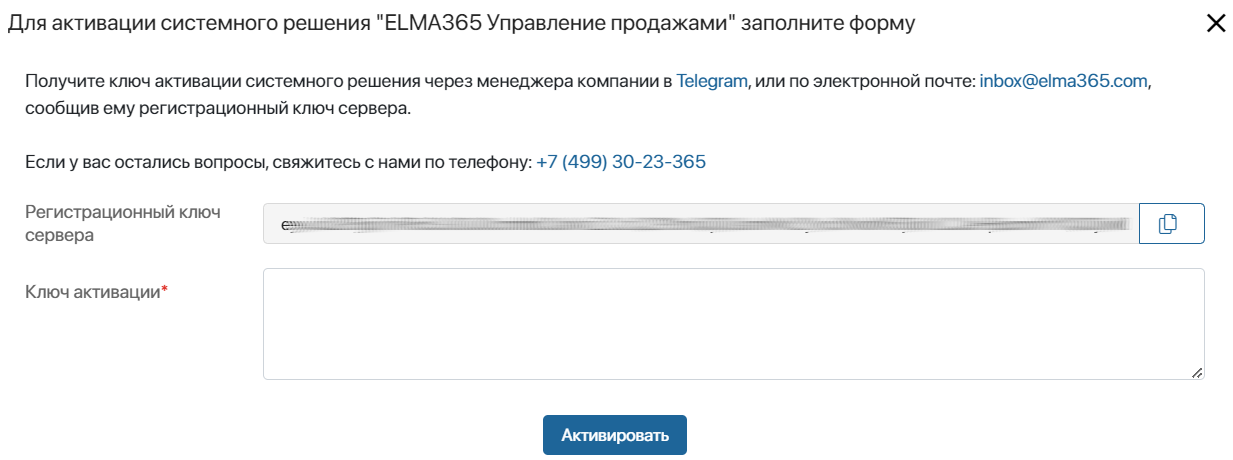 Для активации системного решения "ELMA365 Управление продажами" заполните форму
Получите ключ активации системного решения через менеджера компании в Telegram, или по электронной почте: inbox@elma365.com,
сообщив ему регистрационный ключ сервера.
Если у вас остались вопросы, свяжитесь с нами по телефону: +7 (499) 30-23-365
Регистрационный ключ
сервера
Ключ активации*
Активировать